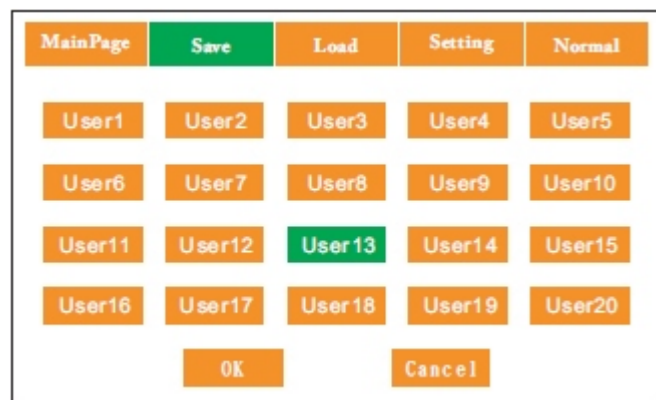 MainPage Save Load Setting Normal
User1 User2 User3 User4 User5
User6 User7 User8 User9 User10
User11 User12 User13 User14 User15
User16 User17 User18 User19 User20
OK Cancel